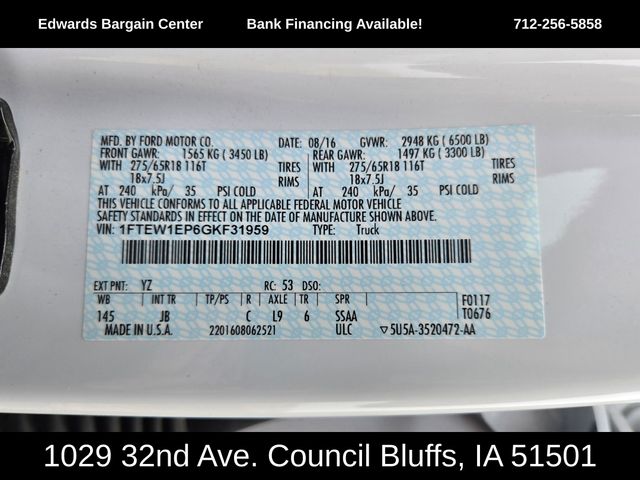 Edwards Bargain Center Bank Financing Available! 712-256-5858
MFD. BY FORD MOTOR CO. DATE: 08/16 GVWR: 2948 KG (6500 LB)
FRONT GAWR: 1565 KG (3450 LB) REAR GAWR: 1497 KG (3300 LB)
WITH 275/65R18 116T TIRES WITH 275/65R18 116T TIRES
18x7.5J RIMS 18x7.5J RIMS
AT 240 kPa/ 35 PSI COLD AT 240 kPa/ 35 PSI COLD
THIS VEHICLE CONFORMS TO ALL APPLICABLE FEDERAL MOTOR VEHICLE
SAFETY STANDARDS IN EFFECT ON THE DATE OF MANUFACTURE SHOWN ABOVE.
VIN: 1FTEW1EP6GKF31959 TYPE: Truck
EXT PNT: YZ RC: 53 DSO:
WB INT TR TP/PS R AXLE TR SPR F0117
145 JB C L9 6 SSAA T0676
MADE IN U.S.A. 2201608062521 ULC ▽5U5A-3520472-AA
1029 32nd Ave. Council Bluffs, IA 51501